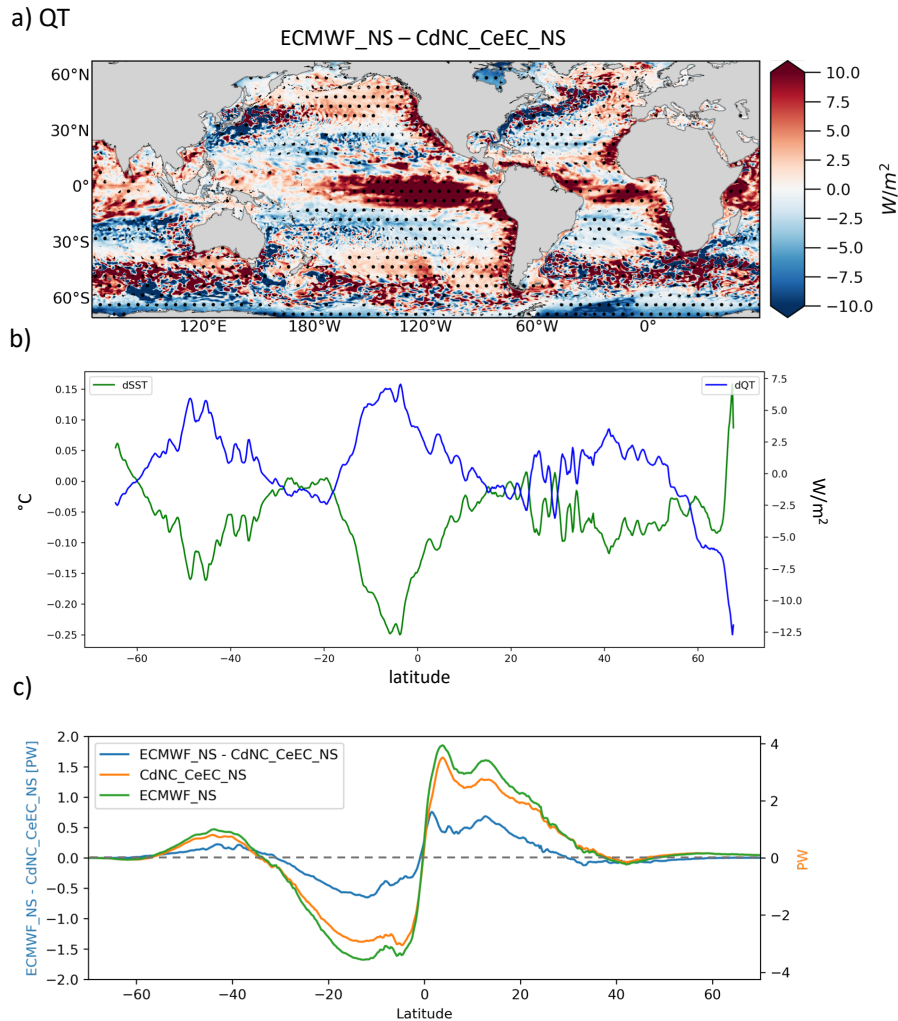 a) QT
ECMWF_NS – CdNC_CeEC_NS
60°N
30°N
0°
30°S
60°S
120°E
180°W
120°W
60°W
0°
10.0
7.5
5.0
2.5
0.0
−2.5
−5.0
−7.5
−10.0
W/m²
b)
dSST
dQT
0.15
0.10
0.05
0.00
−0.05
−0.10
−0.15
−0.20
−0.25
°C
7.5
5.0
2.5
0.0
−2.5
−5.0
−7.5
−10.0
−12.5
W/m²
−60
−40
−20
0
20
40
60
latitude
c)
ECMWF_NS - CdNC_CeEC_NS
CdNC_CeEC_NS
ECMWF_NS
ECMWF_NS - CdNC_CeEC_NS [PW]
2.0
1.5
1.0
0.5
0.0
−0.5
−1.0
−1.5
−2.0
4
2
0
−2
−4
PW
−60
−40
−20
0
20
40
60
Latitude